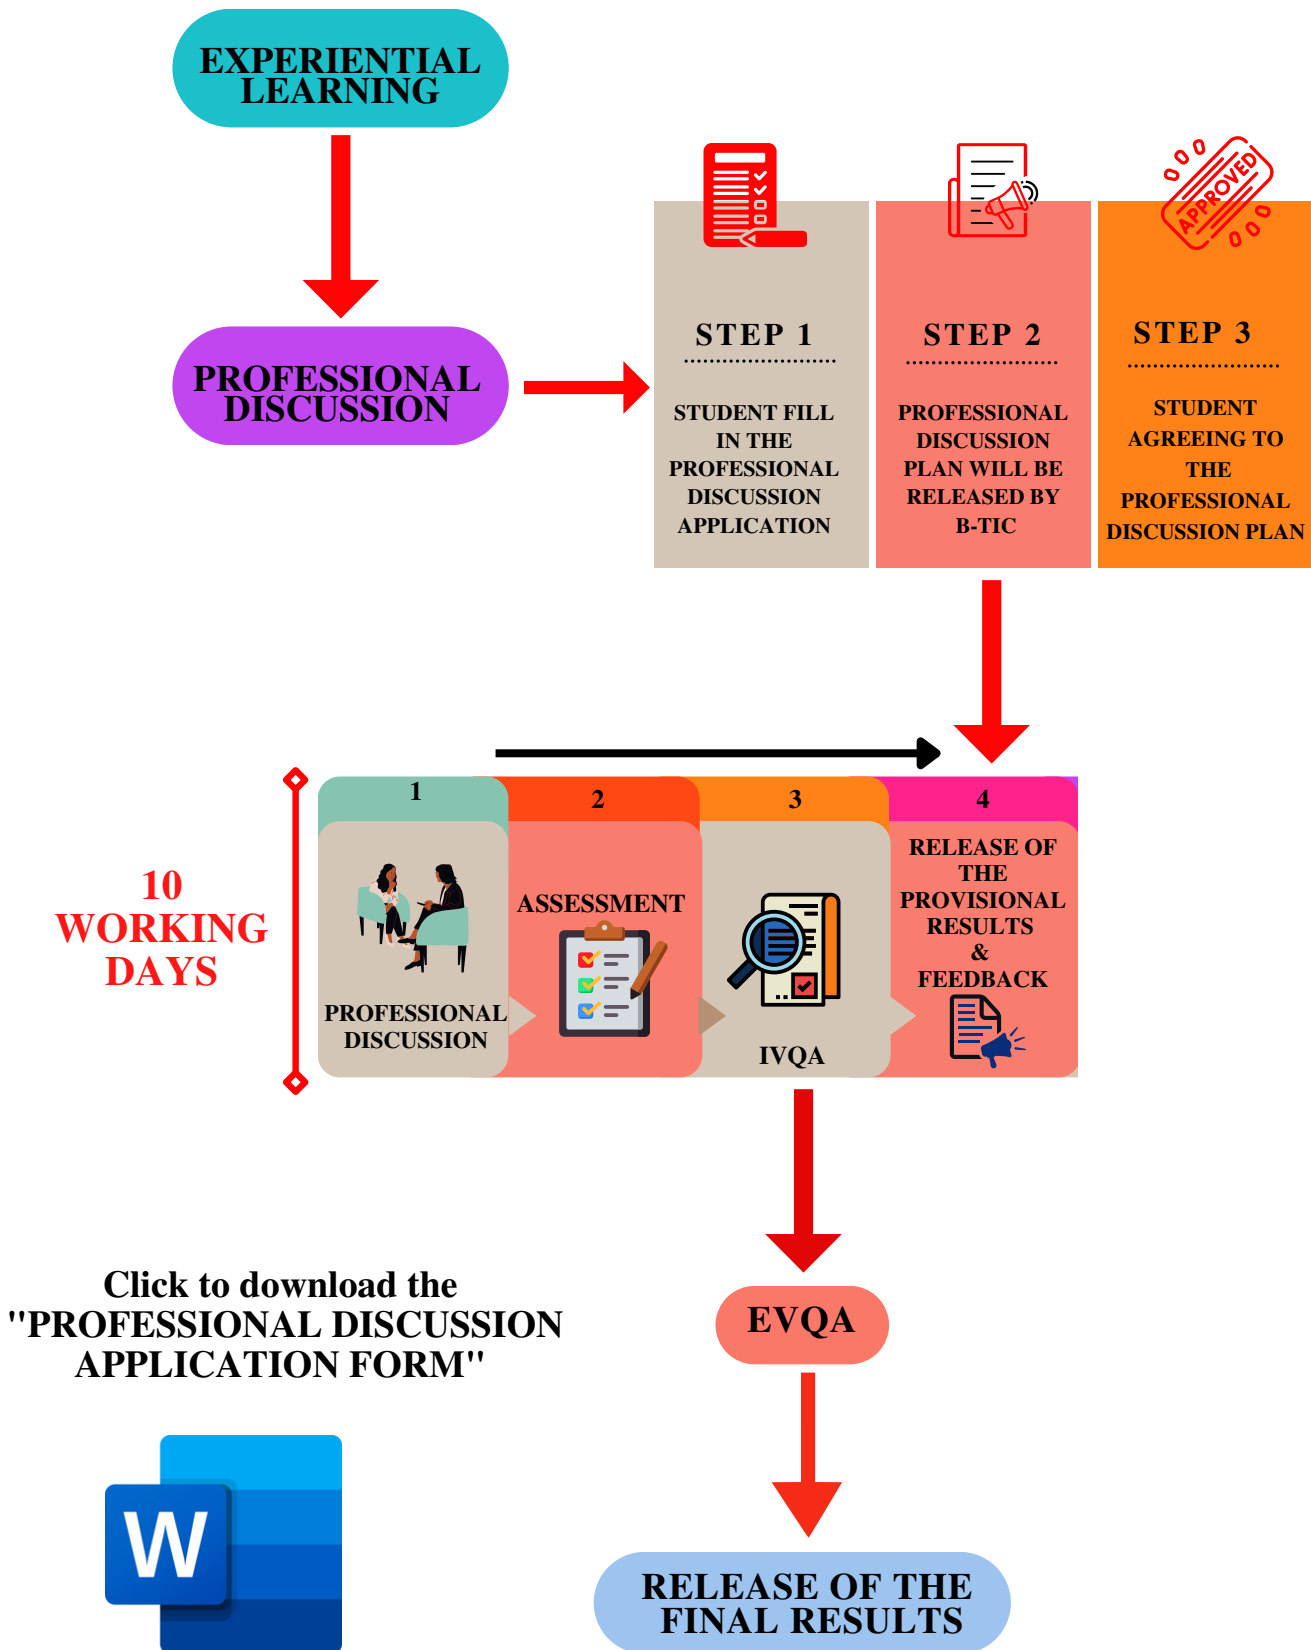 EXPERIENTIAL
LEARNING
PROFESSIONAL
DISCUSSION
STEP 1
STUDENT FILL
IN THE
PROFESSIONAL
DISCUSSION
APPLICATION
STEP 2
PROFESSIONAL
DISCUSSION
PLAN WILL BE
RELEASED BY
B-TIC
APPROVED
STEP 3
STUDENT
AGREEING TO
THE
PROFESSIONAL
DISCUSSION PLAN
10
WORKING
DAYS
1
PROFESSIONAL
DISCUSSION
2
ASSESSMENT
3
IVQA
4
RELEASE OF
THE
PROVISIONAL
RESULTS
&
FEEDBACK
EVQA
Click to download the
"PROFESSIONAL DISCUSSION
APPLICATION FORM"
W
RELEASE OF THE
FINAL RESULTS